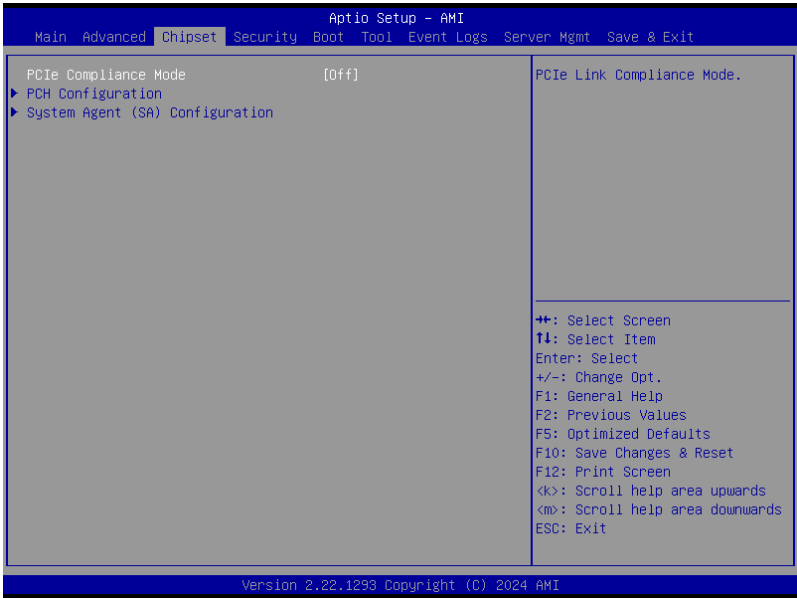 Aptio Setup – AMI
Main Advanced Chipset Security Boot Tool Event Logs Server Mgmt Save & Exit
PCIe Compliance Mode [Off]
PCH Configuration
System Agent (SA) Configuration
PCIe Link Compliance Mode.
→←: Select Screen
↑↓: Select Item
Enter: Select
+/-: Change Opt.
F1: General Help
F2: Previous Values
F5: Optimized Defaults
F10: Save Changes & Reset
F12: Print Screen
<k>: Scroll help area upwards
<m>: Scroll help area downwards
ESC: Exit
Version 2.22.1293 Copyright (C) 2024 AMI